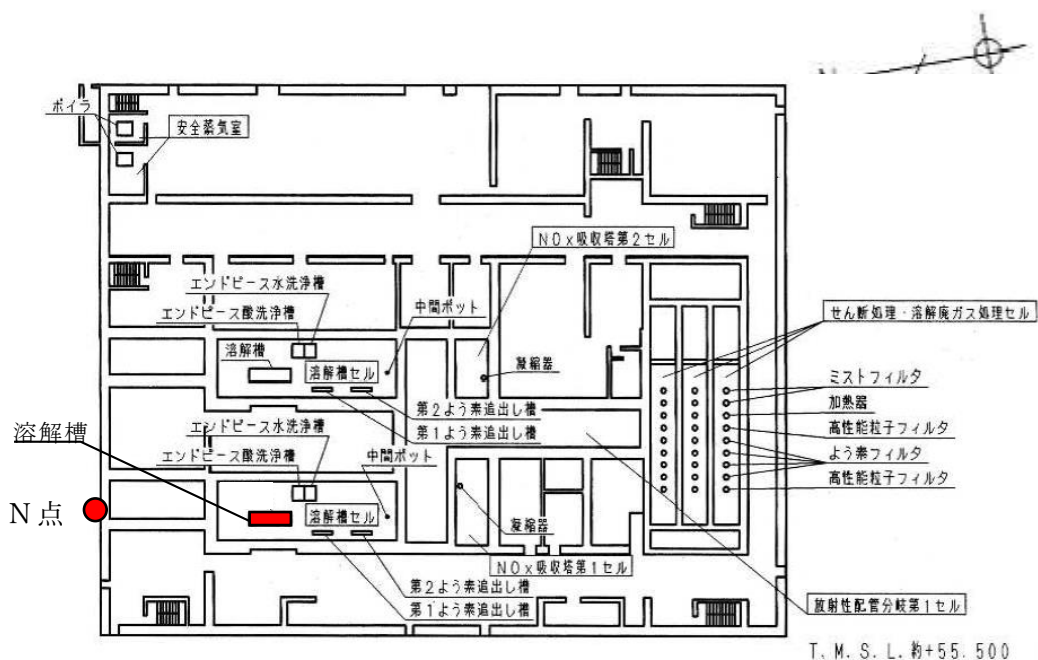 ボイラ
安全蒸気室
NOx吸収塔第2セル
エンドピース水洗浄槽
エンドピース酸洗浄槽
中間ポット
せん断処理・溶解廃ガス処理セル
溶解槽
溶解槽セル
凝縮器
ミストフィルタ
加熱器
高性能粒子フィルタ
よう素フィルタ
高性能粒子フィルタ
第2よう素追出し槽
第1よう素追出し槽
溶解槽
エンドピース水洗浄槽
エンドピース酸洗浄槽
中間ポット
N点
溶解槽セル
凝縮器
NOx吸収塔第1セル
第2よう素追出し槽
第1よう素追出し槽
放射性配管分岐第1セル
T.M.S.L.約+55.500